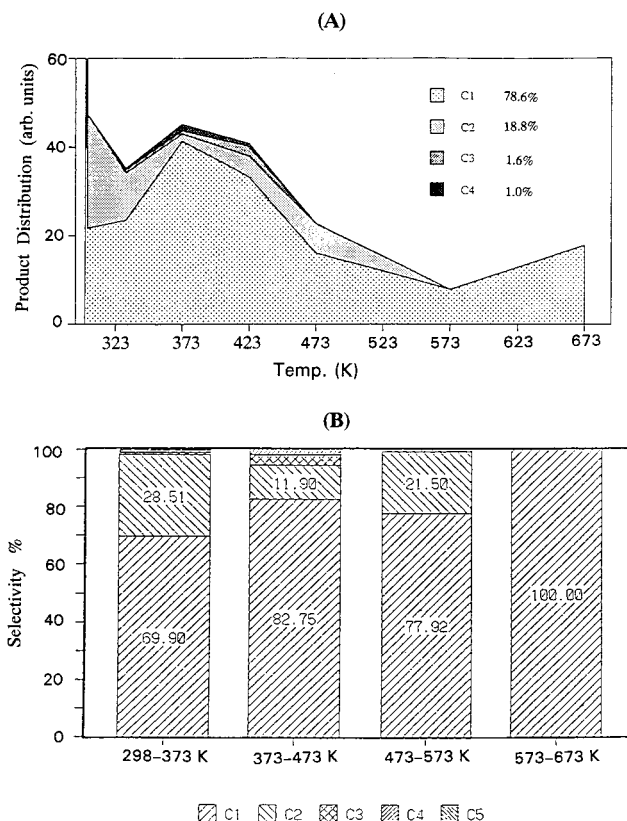 (A)
Product Distribution (arb. units)
60
40
20
0
C1 78.6%
C2 18.8%
C3 1.6%
C4 1.0%
323 373 423 473 523 573 623 673
Temp. (K)
(B)
Selectivity %
100
80
60
40
20
0
28.51 11.90 21.50
69.90 82.75 77.92 100.00
298-373 K 373-473 K 473-573 K 573-673 K
C1 C2 C3 C4 C5